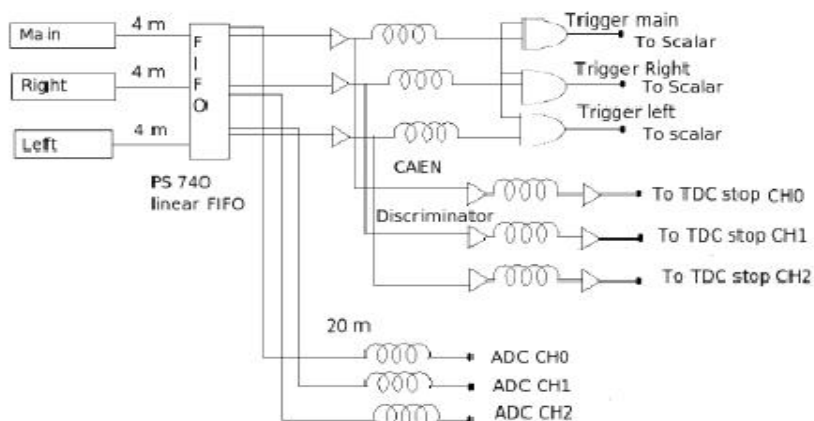 Main
4 m
Right
4 m
Left
4 m
F
I
F
O
PS 740
linear FIFO
Trigger main
To Scalar
Trigger Right
To Scalar
Trigger left
To scalar
CAEN
Discriminator
To TDC stop CH0
To TDC stop CH1
To TDC stop CH2
20 m
ADC CH0
ADC CH1
ADC CH2